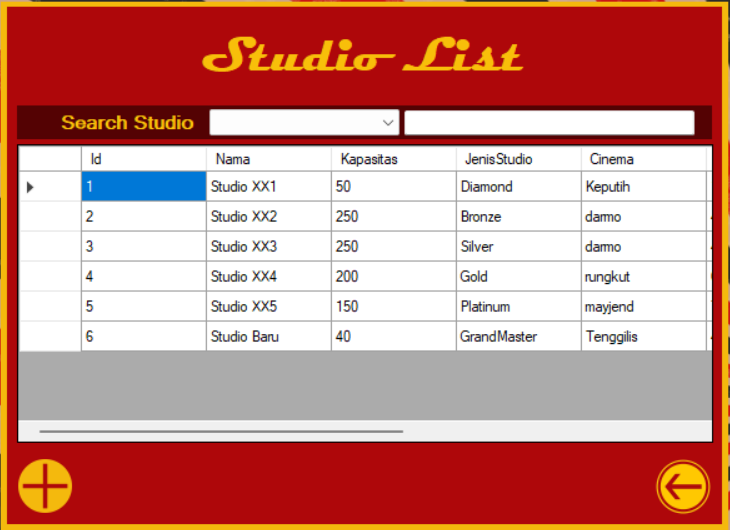 Studio List
Search Studio
Id Nama Kapasitas JenisStudio Cinema
1 Studio XX1 50 Diamond Keputih
2 Studio XX2 250 Bronze darmo
3 Studio XX3 250 Silver darmo
4 Studio XX4 200 Gold rungkut
5 Studio XX5 150 Platinum mayjend
6 Studio Baru 40 GrandMaster Tenggilis